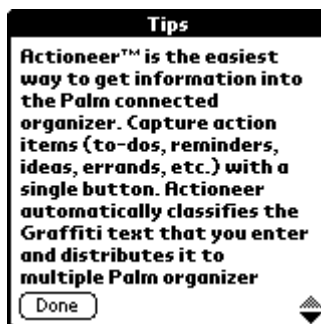 Tips
Actioneer™ is the easiest
way to get information into
the Palm connected
organizer. Capture action
items (to-dos, reminders,
ideas, errands, etc.) with a
single button. Actioneer
automatically classifies the
Graffiti text that you enter
and distributes it to
multiple Palm organizer
Done